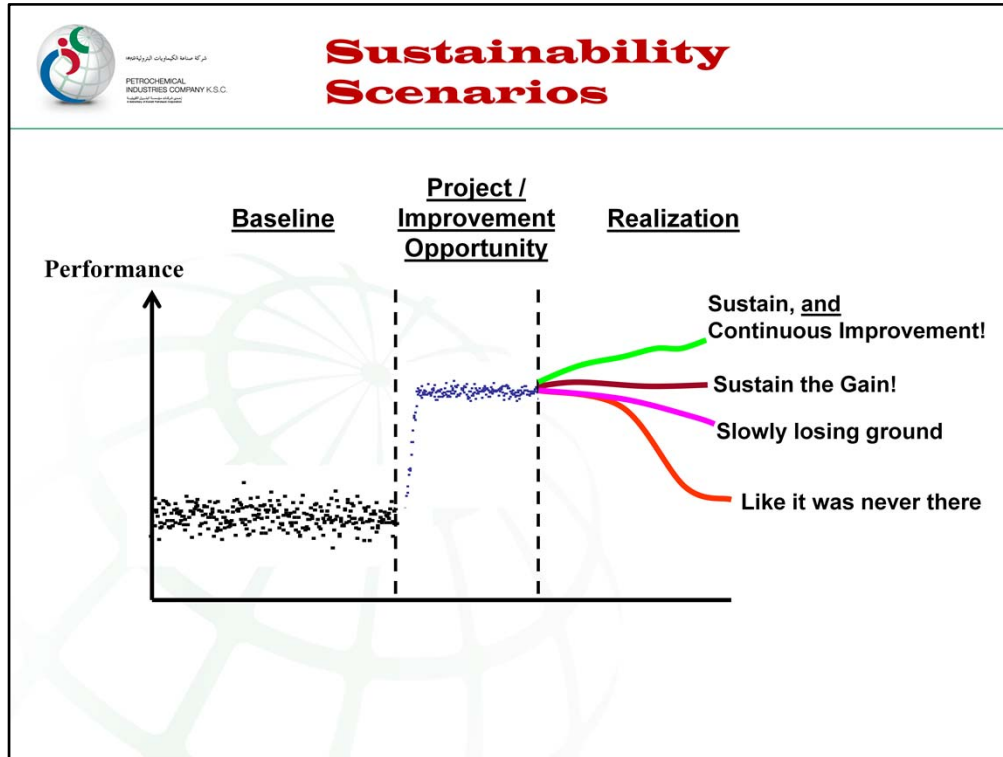 شركة صناعة الكيماويات البترولية
PETROCHEMICAL
INDUSTRIES COMPANY K.S.C.
Sustainability
Scenarios
Baseline
Project /
Improvement
Opportunity
Realization
Performance
Sustain, and
Continuous Improvement!
Sustain the Gain!
Slowly losing ground
Like it was never there